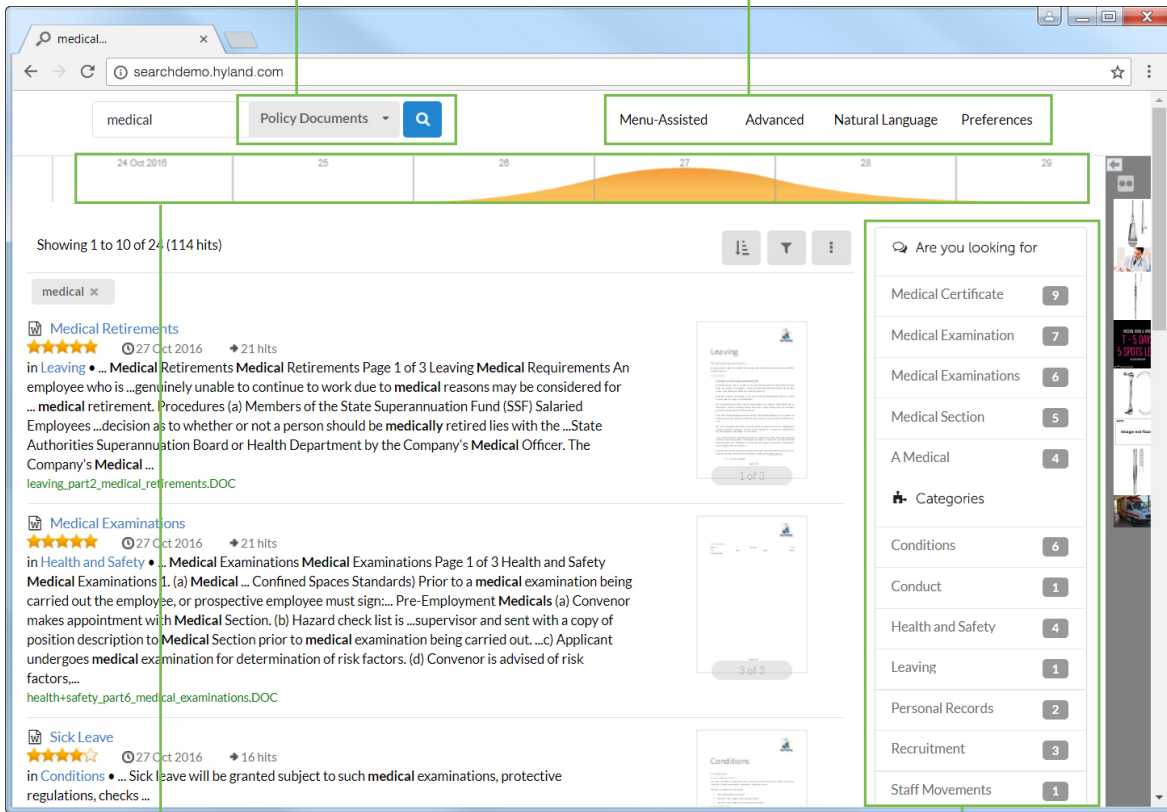 medical...
searchdemo.hyland.com
medical
Policy Documents
Menu-Assisted Advanced Natural Language Preferences
24 Oct 2016 25 26 27 28 29
Showing 1 to 10 of 24 (114 hits)
medical ×
Medical Retirements
27 Oct 2016 21 hits
in Leaving • ... Medical Retirements Medical Retirements Page 1 of 3 Leaving Medical Requirements An
employee who is ...genuinely unable to continue to work due to medical reasons may be considered for
... medical retirement. Procedures (a) Members of the State Superannuation Fund (SSF) Salaried
Employees ...decision as to whether or not a person should be medically retired lies with the ...State
Authorities Superannuation Board or Health Department by the Company's Medical Officer. The
Company's Medical ...
leaving_part2_medical_retirements.DOC
Leaving
1 of 3
Medical Examinations
27 Oct 2016 21 hits
in Health and Safety • ... Medical Examinations Medical Examinations Page 1 of 3 Health and Safety
Medical Examinations 1. (a) Medical ... Confined Spaces Standards) Prior to a medical examination being
carried out the employee, or prospective employee must sign:... Pre-Employment Medicals (a) Convenor
makes appointment with Medical Section. (b) Hazard check list is ...supervisor and sent with a copy of
position description to Medical Section prior to medical examination being carried out. ...c) Applicant
undergoes medical examination for determination of risk factors. (d) Convenor is advised of risk
factors,...
health+safety_part6_medical_examinations.DOC
3 of 3
Sick Leave
27 Oct 2016 16 hits
in Conditions • ... Sick leave will be granted subject to such medical examinations, protective
regulations, checks ...
Conditions
Are you looking for
Medical Certificate 9
Medical Examination 7
Medical Examinations 6
Medical Section 5
A Medical 4
Categories
Conditions 6
Conduct 1
Health and Safety 4
Leaving 1
Personal Records 2
Recruitment 3
Staff Movements 1
T - 5 DAY
5 SPOTS LE
Image not fou